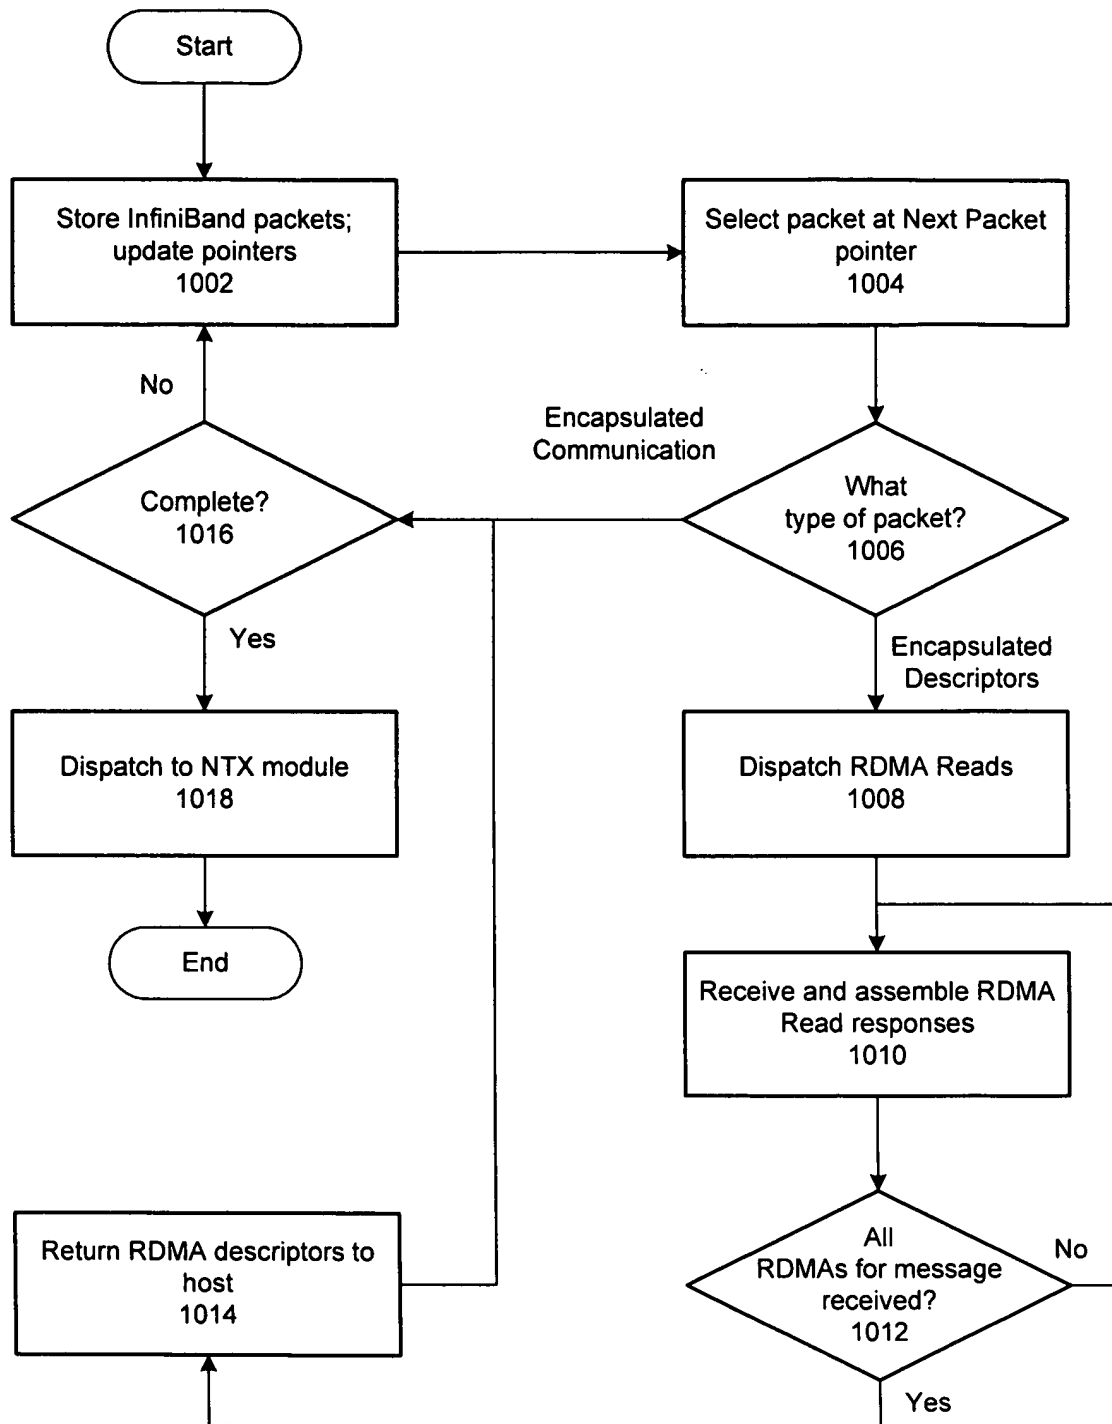 Start
Store InfiniBand packets;
update pointers
1002
Select packet at Next Packet
pointer
1004
No
Encapsulated
Communication
Complete?
1016
What
type of packet?
1006
Yes
Encapsulated
Descriptors
Dispatch to NTX module
1018
Dispatch RDMA Reads
1008
End
Receive and assemble RDMA
Read responses
1010
Return RDMA descriptors to
host
1014
All
RDMAs for message
received?
1012
No
Yes